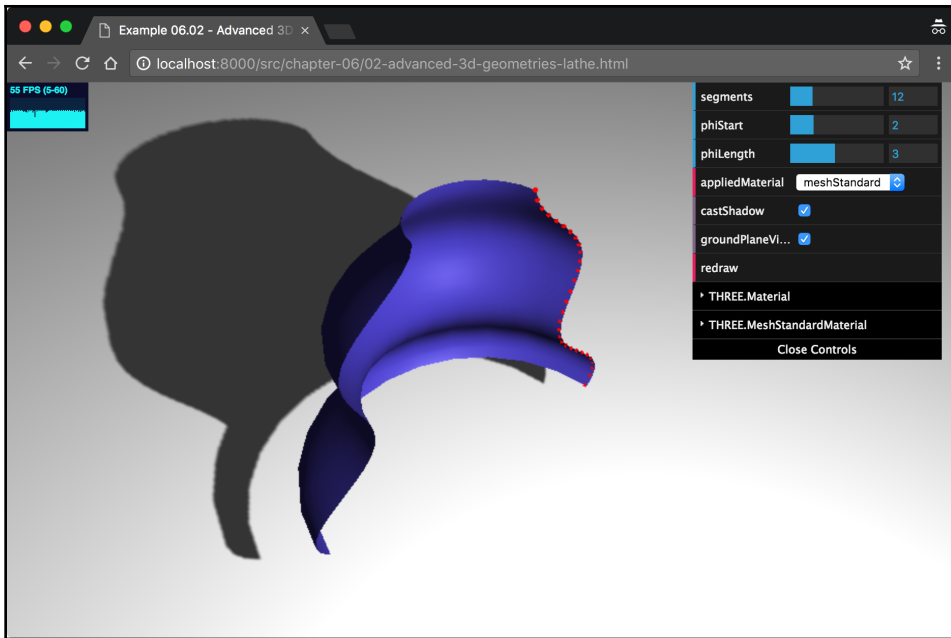 Example 06.02 - Advanced 3D
localhost:8000/src/chapter-06/02-advanced-3d-geometries-lathe.html
55 FPS (5-60)
segments 12
phiStart 2
phiLength 3
appliedMaterial meshStandard
castShadow
groundPlaneVi...
redraw
THREE.Material
THREE.MeshStandardMaterial
Close Controls